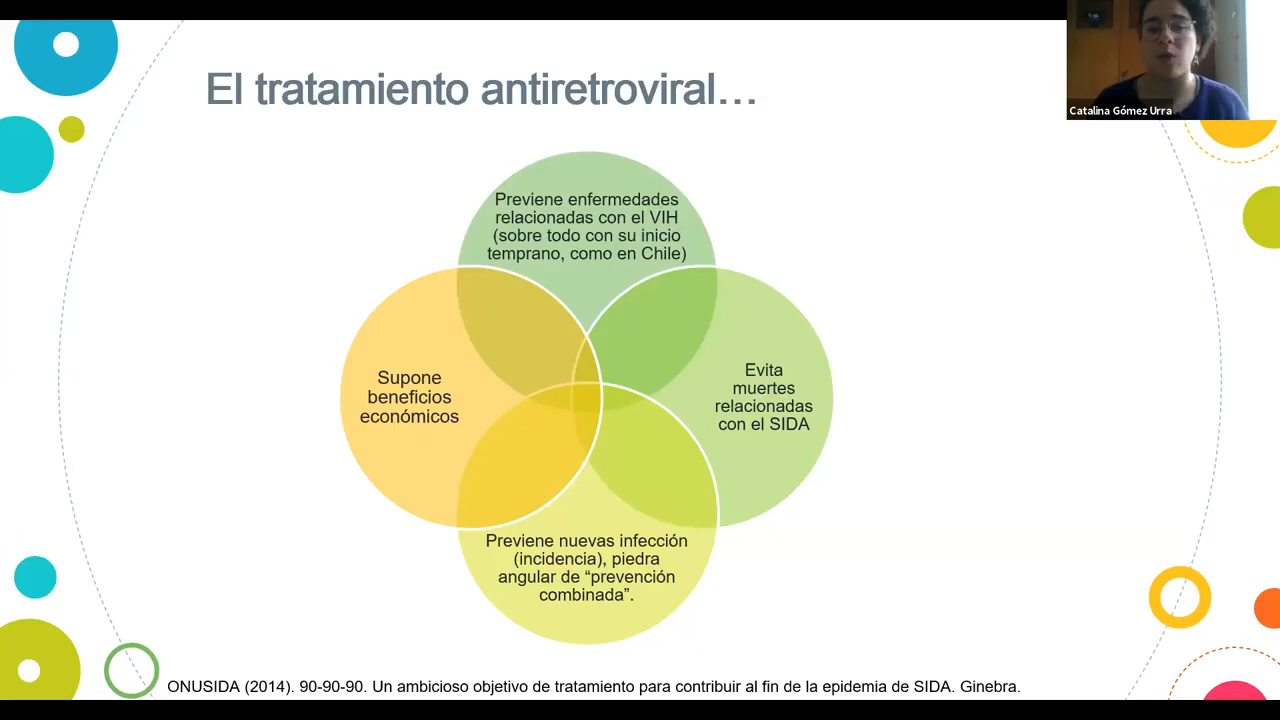 El tratamiento antiretroviral...
Catalina Gómez Urra
Previene enfermedades
relacionadas con el VIH
(sobre todo con su inicio
temprano, como en Chile)
Supone
beneficios
económicos
Evita
muertes
relacionadas
con el SIDA
Previene nuevas infección
(incidencia), piedra
angular de “prevención
combinada”.
ONUSIDA (2014). 90-90-90. Un ambicioso objetivo de tratamiento para contribuir al fin de la epidemia de SIDA. Ginebra.